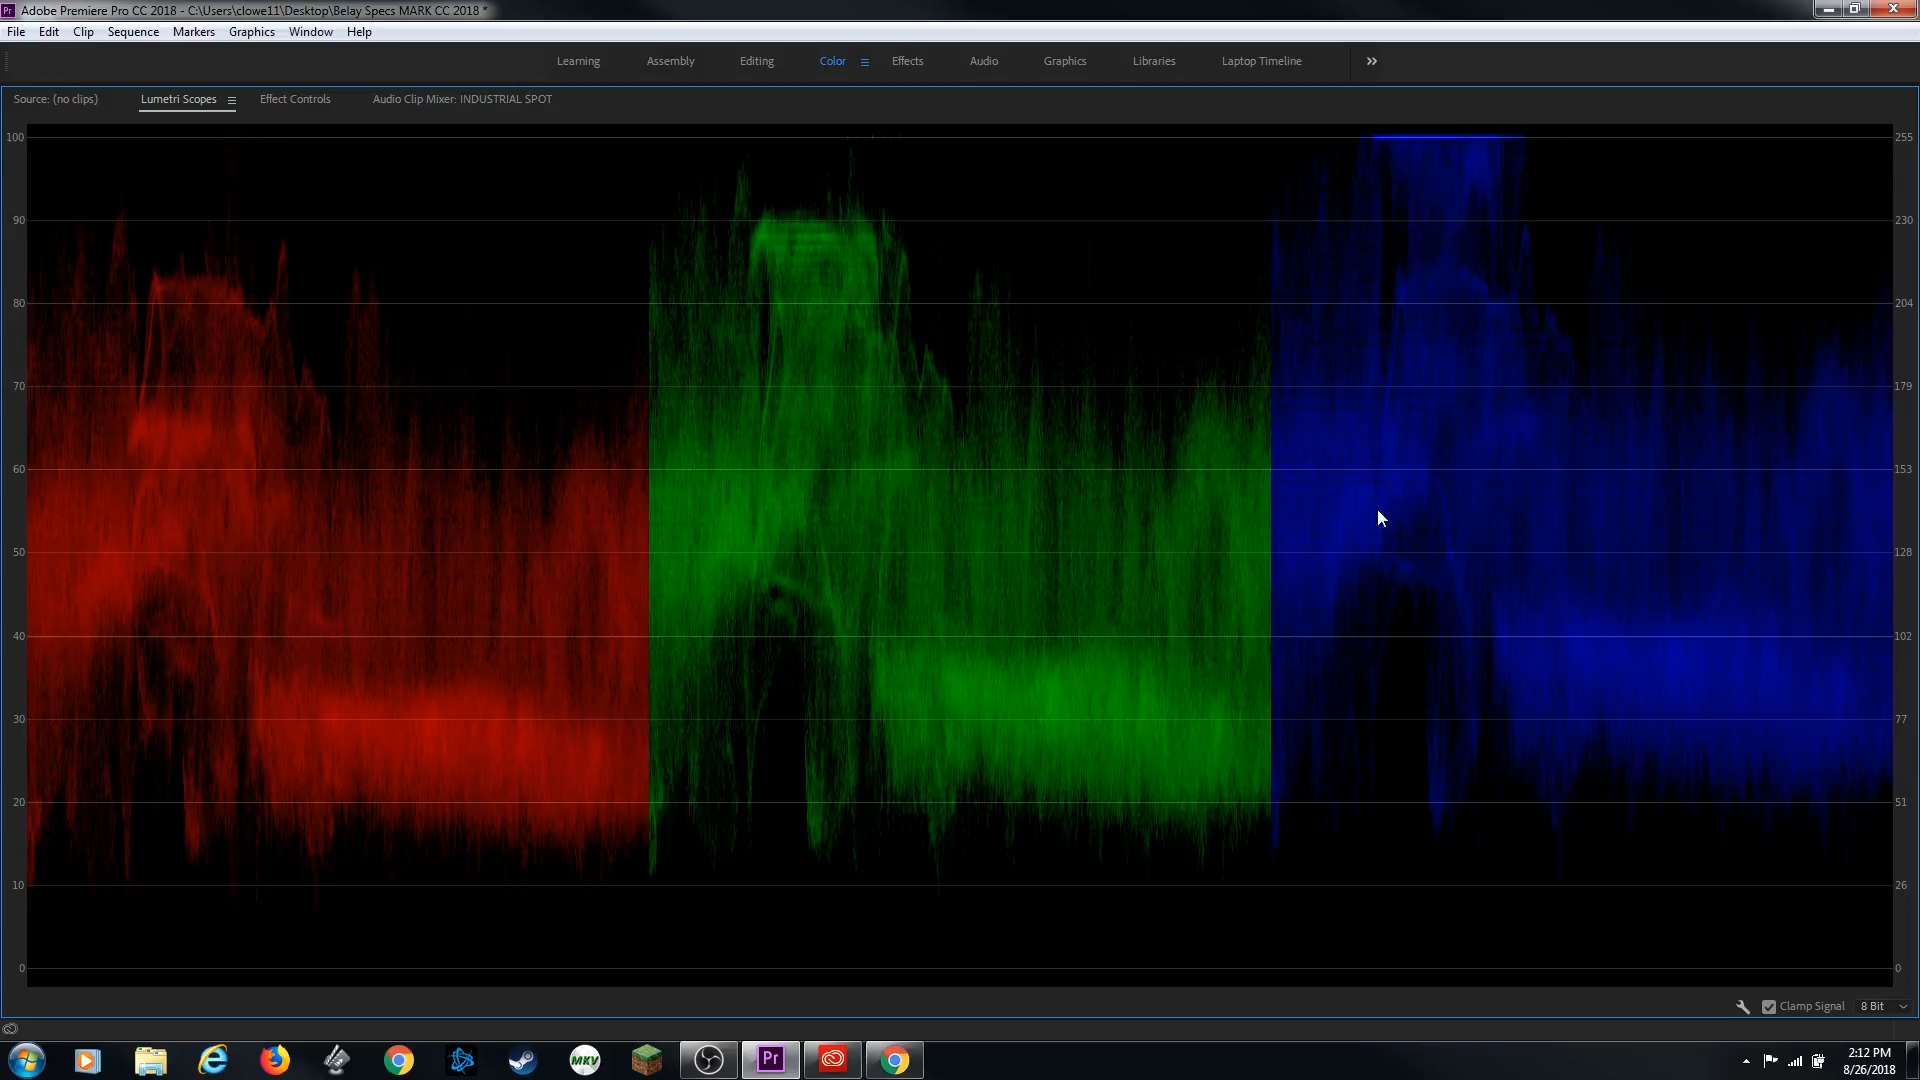 Pr Adobe Premiere Pro CC 2018 - C:\Users\clowe11\Desktop\Belay Specs MARK CC 2018 *
File Edit Clip Sequence Markers Graphics Window Help
Learning Assembly Editing Color Effects Audio Graphics Libraries Laptop Timeline
Source: (no clips) Lumetri Scopes Effect Controls Audio Clip Mixer: INDUSTRIAL SPOT
100 255
90 230
80 204
70 179
60 153
50 128
40 102
30 77
20 51
10 26
0 0
Clamp Signal 8 Bit
MKV Pr
2:12 PM
8/26/2018